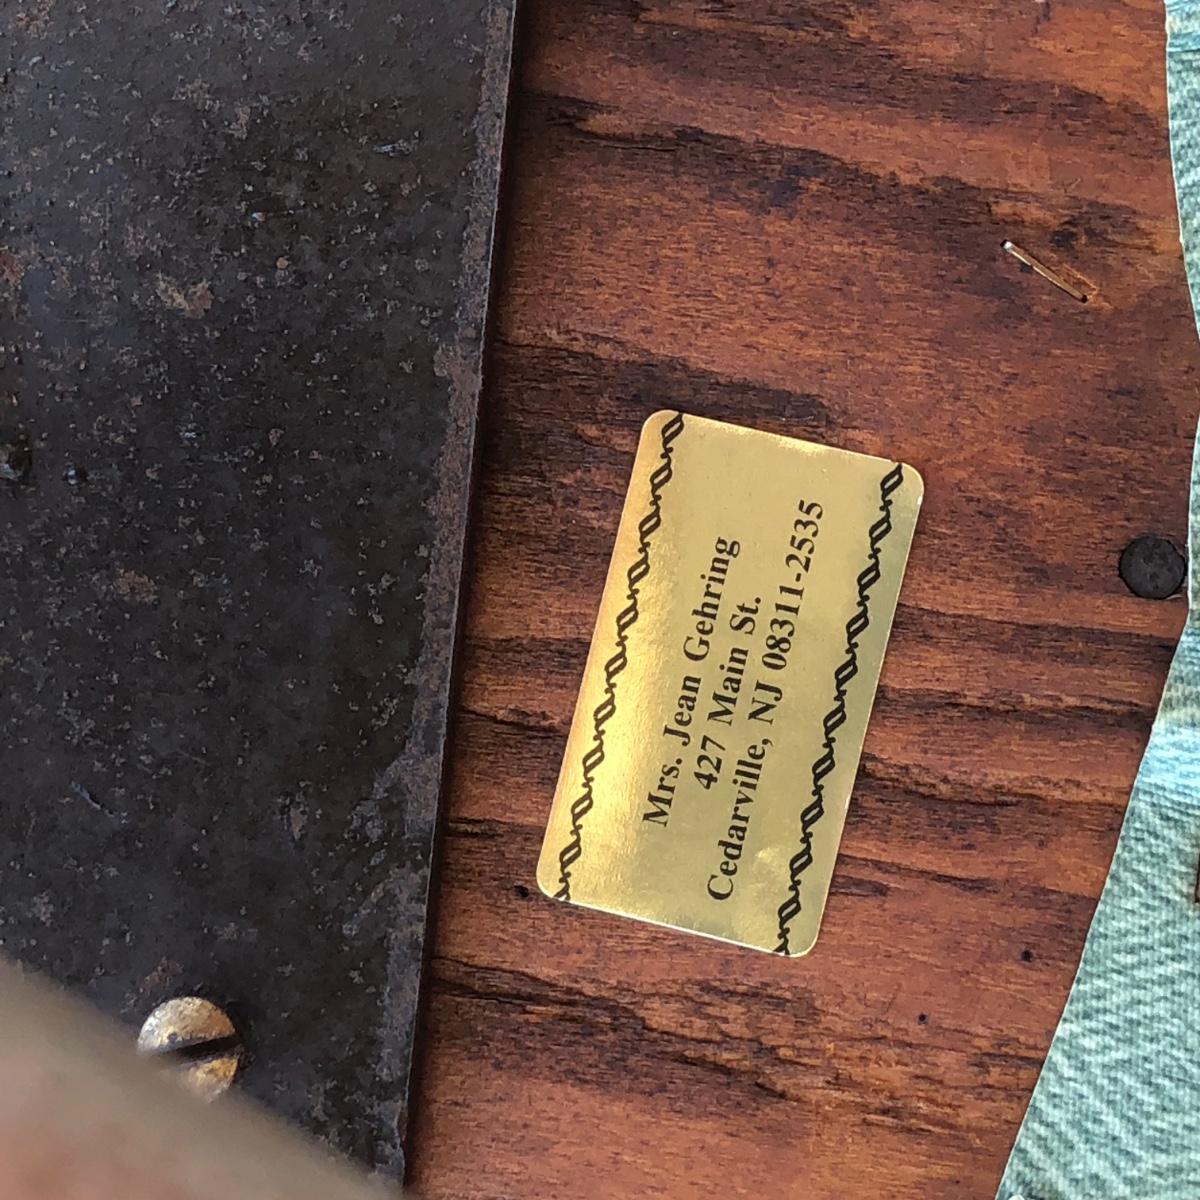 Mrs. Jean Gehring
427 Main St.
Cedarville, NJ 08311-2535